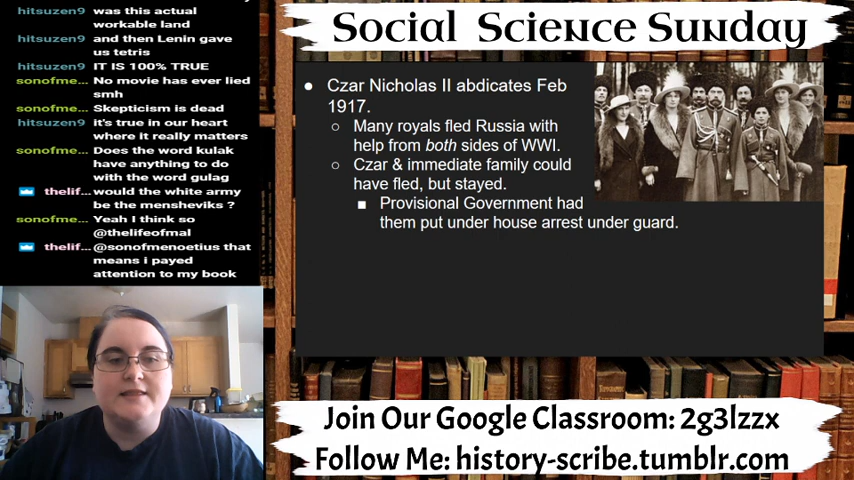 Social Science Sunday
was this actual
hitsuzen9 workable land
hitsuzen9 and then Lenin gave
us tetris
hitsuzen9 IT IS 100% TRUE
sonofme... No movie has ever lied
smh
sonofme... Skepticism is dead
hitsuzen9 it's true in our heart
where it really matters
sonofme... Does the word kulak
have anything to do
with the word gulag
thelif... would the white army
be the mensheviks ?
sonofme... Yeah I think so
@thelifeofmal
thelif... @sonofmenoetius that
means i payed
attention to my book
● Czar Nicholas II abdicates Feb
1917.
○ Many royals fled Russia with
help from both sides of WWI.
○ Czar & immediate family could
have fled, but stayed.
■ Provisional Government had
them put under house arrest under guard.
Join Our Google Classroom: 2g3lzzx
Follow Me: history-scribe.tumblr.com